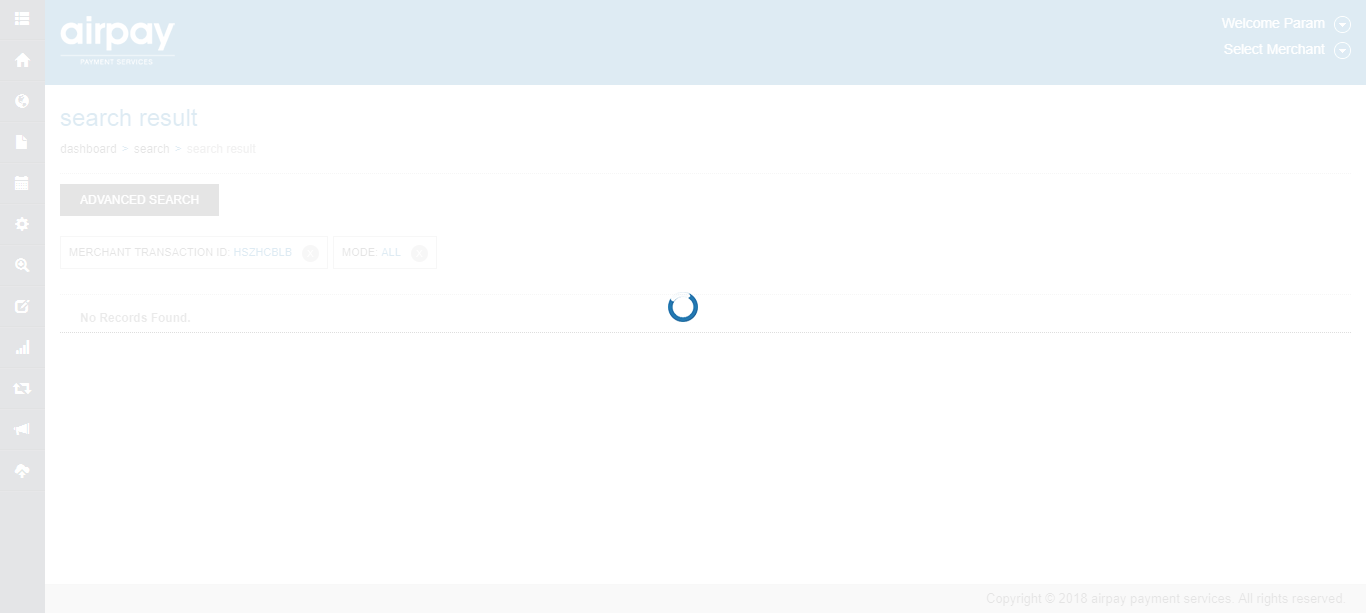 airpay
PAYMENT SERVICES
Welcome Param
Select Merchant
search result
dashboard > search > search result
ADVANCED SEARCH
MERCHANT TRANSACTION ID: HSZHCBLB x
MODE: ALL x
No Records Found.
Copyright © 2018 airpay payment services. All rights reserved